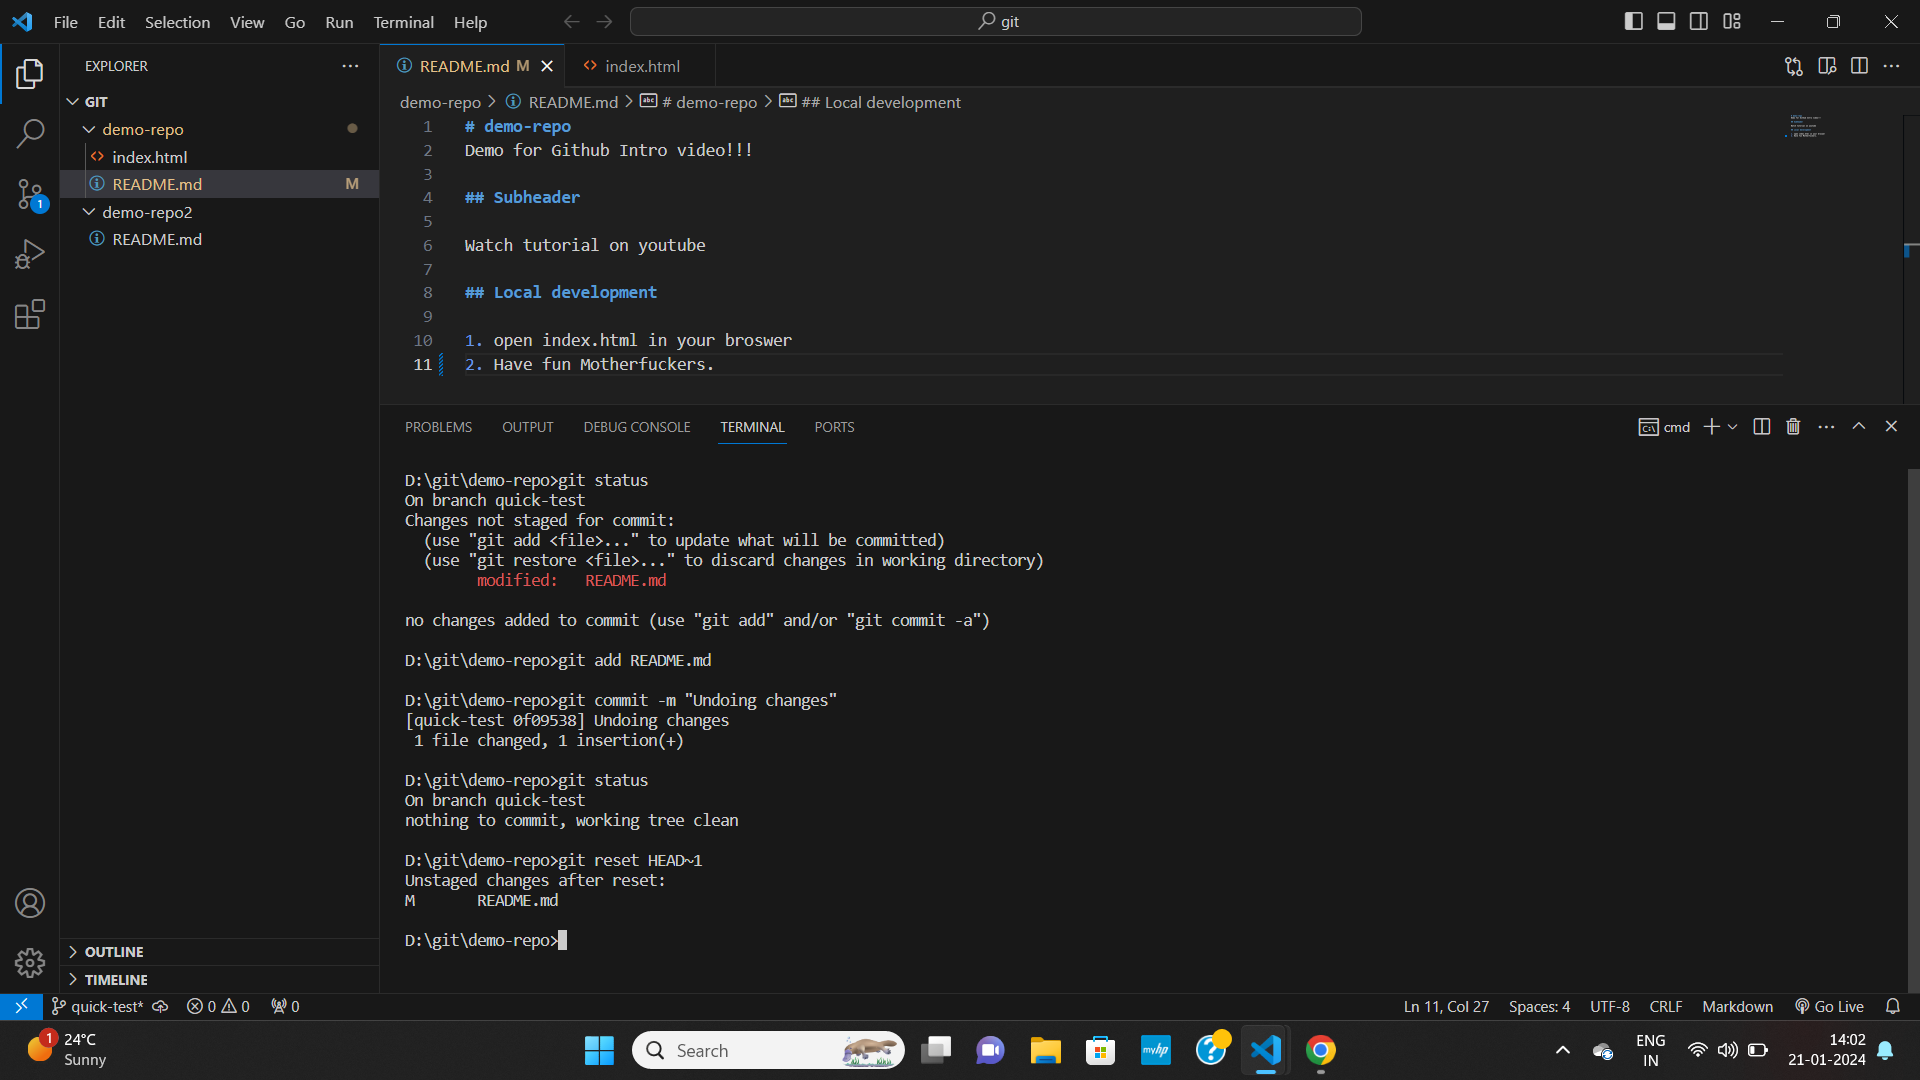 File Edit Selection View Go Run Terminal Help
git
EXPLORER
GIT
demo-repo
index.html
README.md M
demo-repo2
README.md
OUTLINE
TIMELINE
README.md M
index.html
demo-repo > README.md > # demo-repo > ## Local development
1 # demo-repo
2 Demo for Github Intro video!!!
3
4 ## Subheader
5
6 Watch tutorial on youtube
7
8 ## Local development
9
10 1. open index.html in your broswer
11 2. Have fun Motherfuckers.
PROBLEMS OUTPUT DEBUG CONSOLE TERMINAL PORTS
cmd
D:\git\demo-repo>git status
On branch quick-test
Changes not staged for commit:
(use "git add <file>..." to update what will be committed)
(use "git restore <file>..." to discard changes in working directory)
modified: README.md
no changes added to commit (use "git add" and/or "git commit -a")
D:\git\demo-repo>git add README.md
D:\git\demo-repo>git commit -m "Undoing changes"
[quick-test 0f09538] Undoing changes
1 file changed, 1 insertion(+)
D:\git\demo-repo>git status
On branch quick-test
nothing to commit, working tree clean
D:\git\demo-repo>git reset HEAD~1
Unstaged changes after reset:
M README.md
D:\git\demo-repo>
1
quick-test* 0 0 0
Ln 11, Col 27 Spaces: 4 UTF-8 CRLF Markdown Go Live
1
24°C
Sunny
Search
myhp
ENG
IN
14:02
21-01-2024